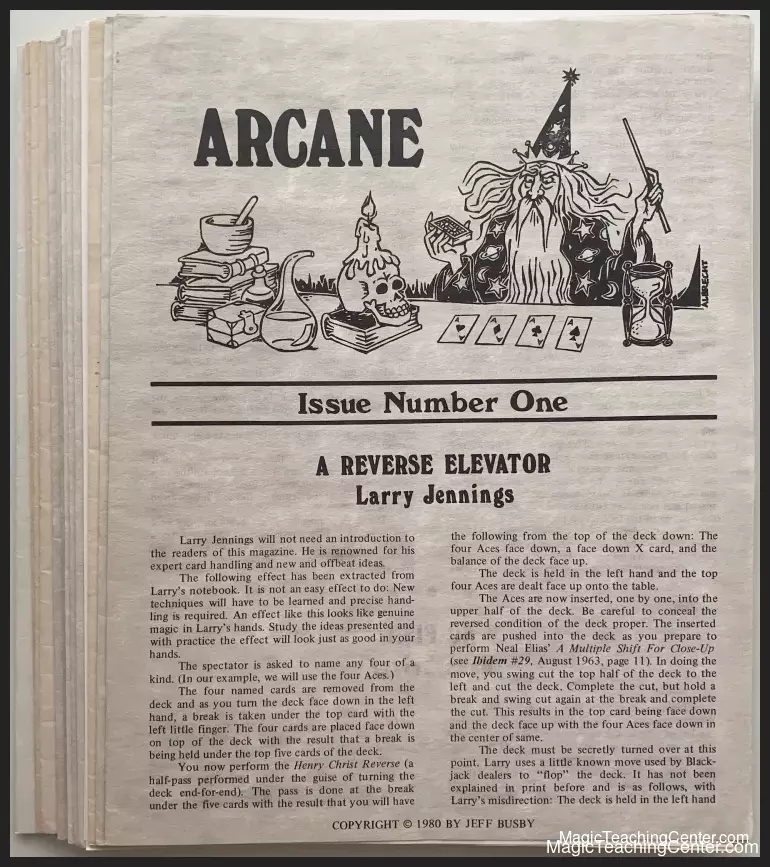 ARCANE
ALBRECHT
Issue Number One
A REVERSE ELEVATOR
Larry Jennings
Larry Jennings will not need an introduction to
the readers of this magazine. He is renowned for his
expert card handling and new and offbeat ideas.
The following effect has been extracted from
Larry's notebook. It is not an easy effect to do: New
techniques will have to be learned and precise hand-
ling is required. An effect like this looks like genuine
magic in Larry's hands. Study the ideas presented and
with practice the effect will look just as good in your
hands.
The spectator is asked to name any four of a
kind. (In our example, we will use the four Aces.)
The four named cards are removed from the
deck and as you turn the deck face down in the left
hand, a break is taken under the top card with the
left little finger. The four cards are placed face down
on top of the deck with the result that a break is
being held under the top five cards of the deck.
You now perform the Henry Christ Reverse (a
half-pass performed under the guise of turning the
deck end-for-end). The pass is done at the break
under the five cards with the result that you will have
the following from the top of the deck down: The
four Aces face down, a face down X card, and the
balance of the deck face up.
The deck is held in the left hand and the top
four Aces are dealt face up onto the table.
The Aces are now inserted, one by one, into the
upper half of the deck. Be careful to conceal the
reversed condition of the deck proper. The inserted
cards are pushed into the deck as you prepare to
perform Neal Elias' A Multiple Shift For Close-Up
(see Ibidem #29, August 1963, page 11). In doing the
move, you swing cut the top half of the deck to the
left and cut the deck. Complete the cut, but hold a
break and swing cut again at the break and complete
the cut. This results in the top card being face down
and the deck face up with the four Aces face down in
the center of same.
The deck must be secretly turned over at this
point. Larry uses a little known move used by Black-
jack dealers to “flop” the deck. It has not been
explained in print before and is as follows, with
Larry's misdirection: The deck is held in the left hand
COPYRIGHT © 1980 BY JEFF BUSBY
MagicTeachingCenter.com
MagicTeachingCenter.com